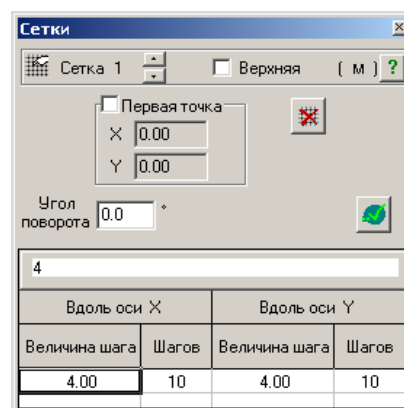 Сетки
Сетка 1 Верхняя ( м ) ?
Первая точка
X 0.00
Y 0.00
Угол
поворота 0.0 °
4
Вдоль оси X Вдоль оси Y
Величина шага Шагов Величина шага Шагов
4.00 10 4.00 10